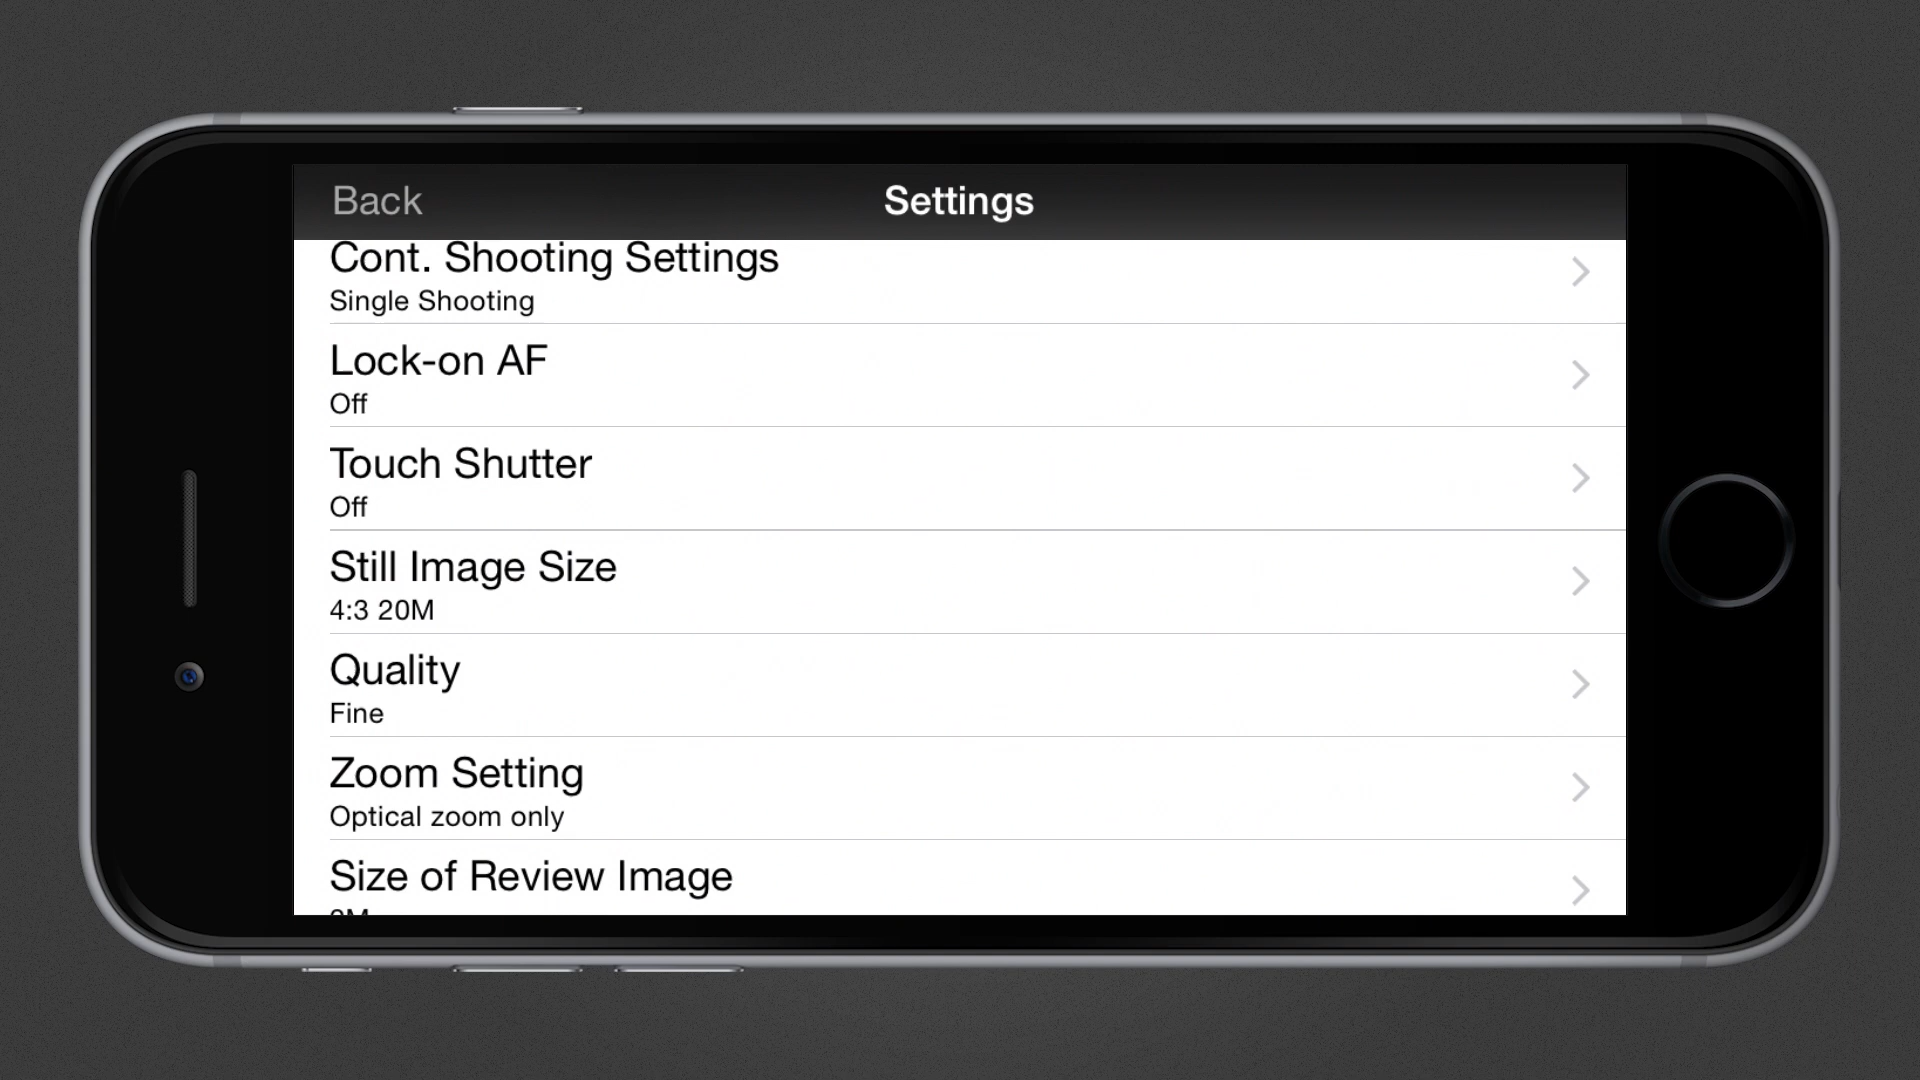 Back
Settings
Cont. Shooting Settings
Single Shooting
Lock-on AF
Off
Touch Shutter
Off
Still Image Size
4:3 20M
Quality
Fine
Zoom Setting
Optical zoom only
Size of Review Image